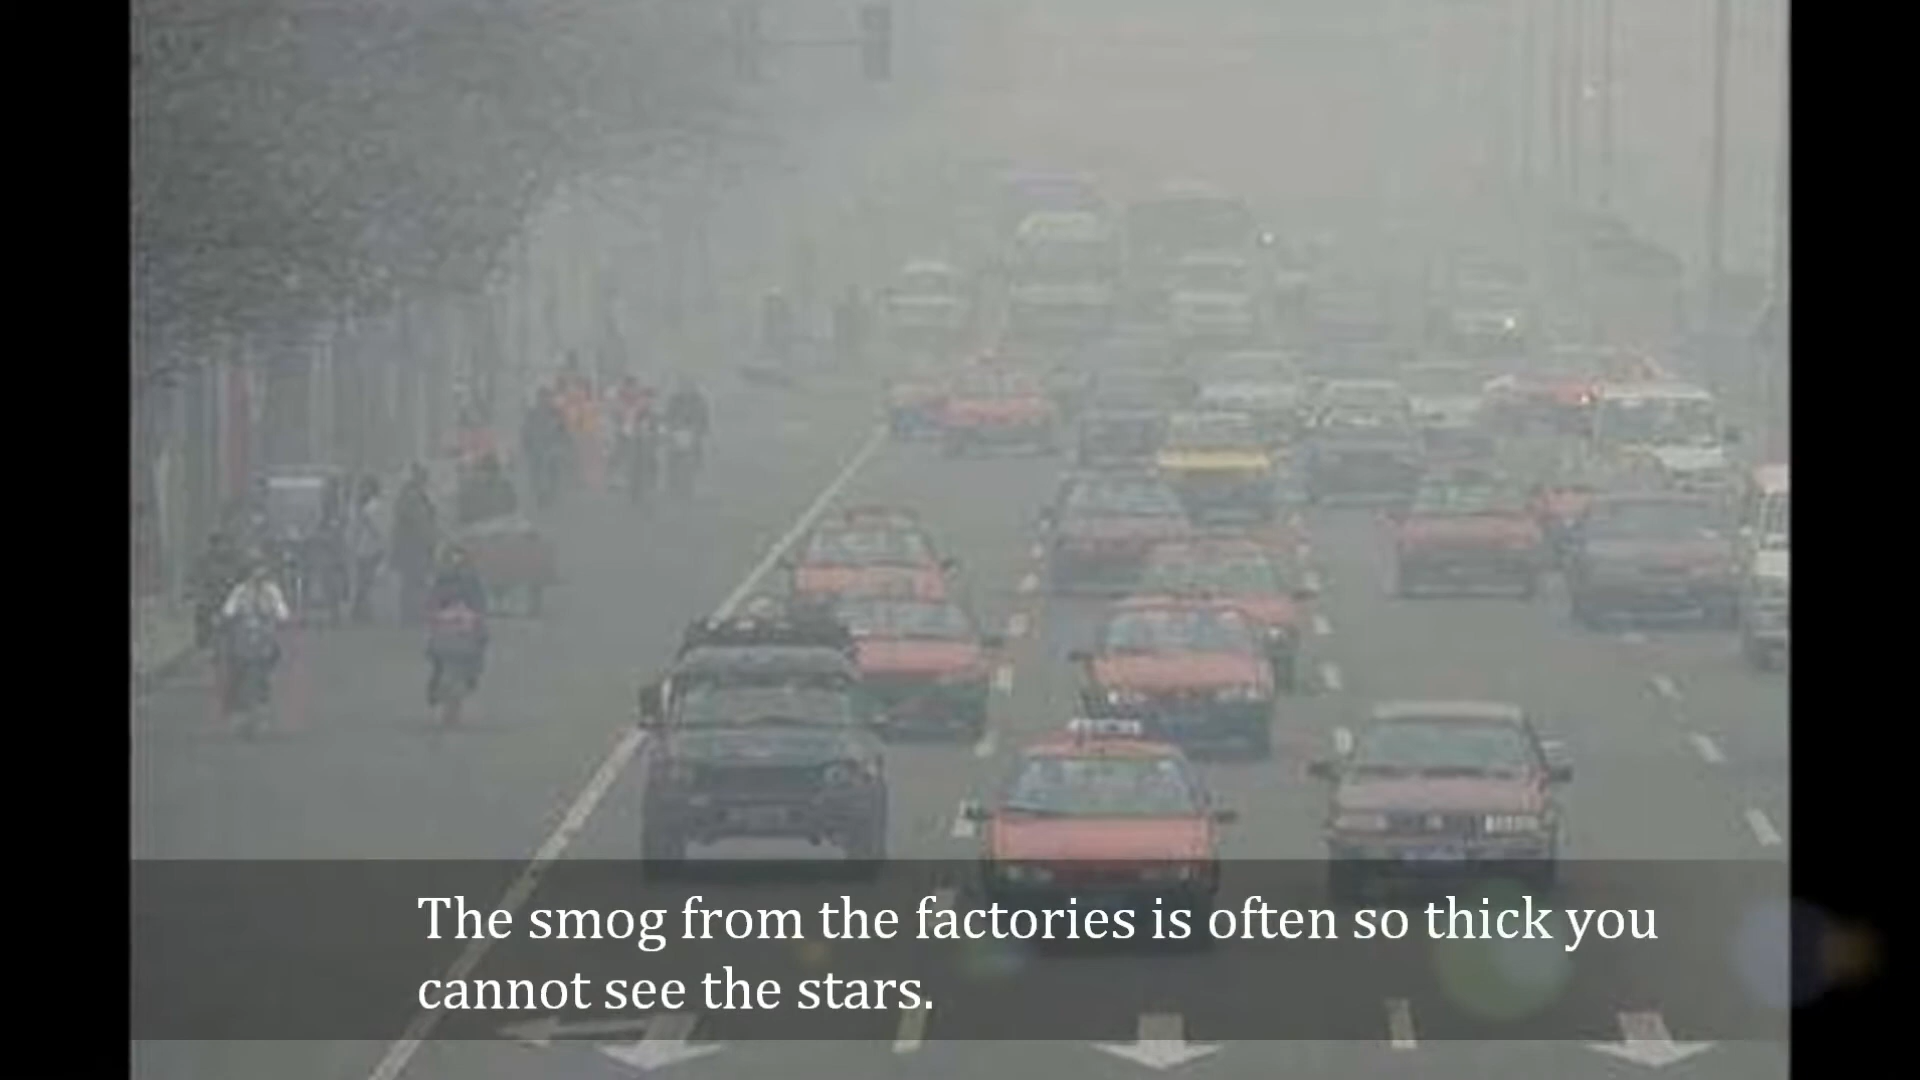 The smog from the factories is often so thick you
cannot see the stars.